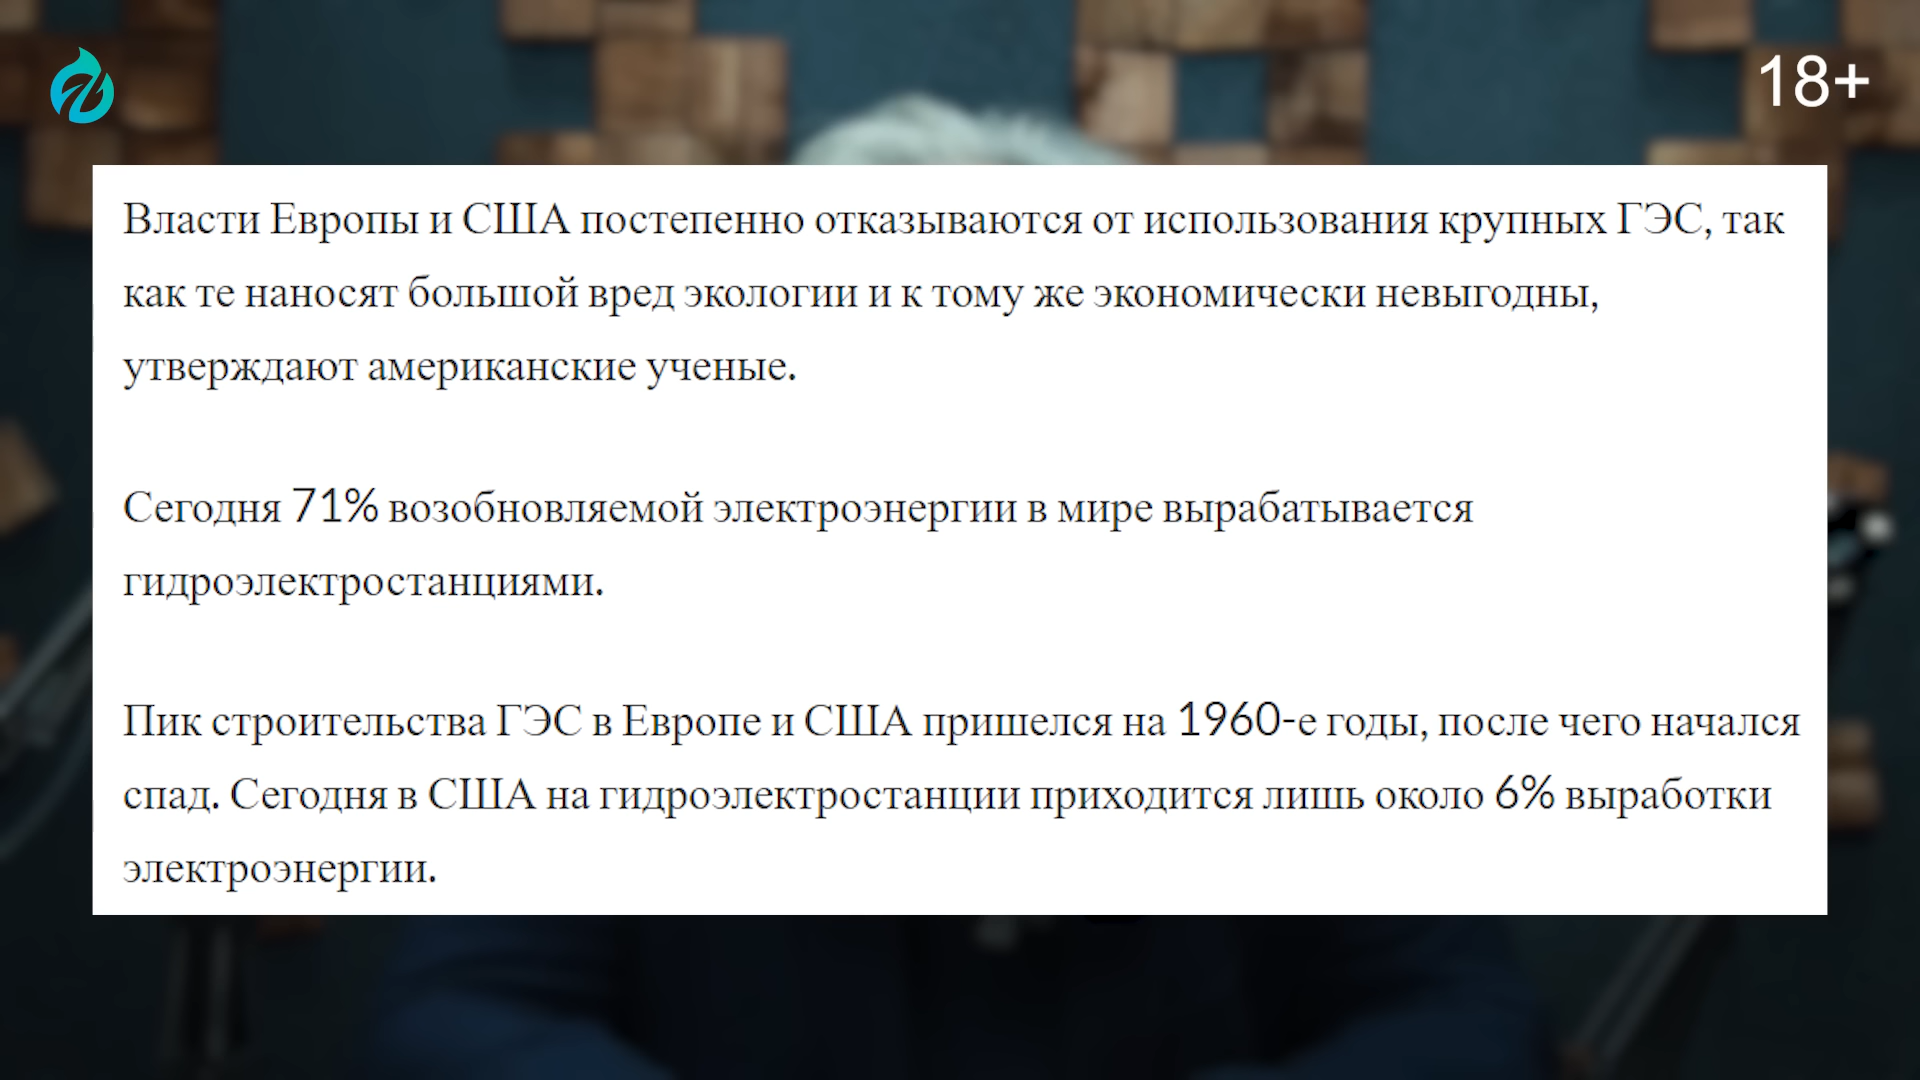 18+
Власти Европы и США постепенно отказываются от использования крупных ГЭС, так
как те наносят большой вред экологии и к тому же экономически невыгодны,
утверждают американские ученые.
Сегодня 71% возобновляемой электроэнергии в мире вырабатывается
гидроэлектростанциями.
Пик строительства ГЭС в Европе и США пришелся на 1960-е годы, после чего начался
спад. Сегодня в США на гидроэлектростанции приходится лишь около 6% выработки
электроэнергии.